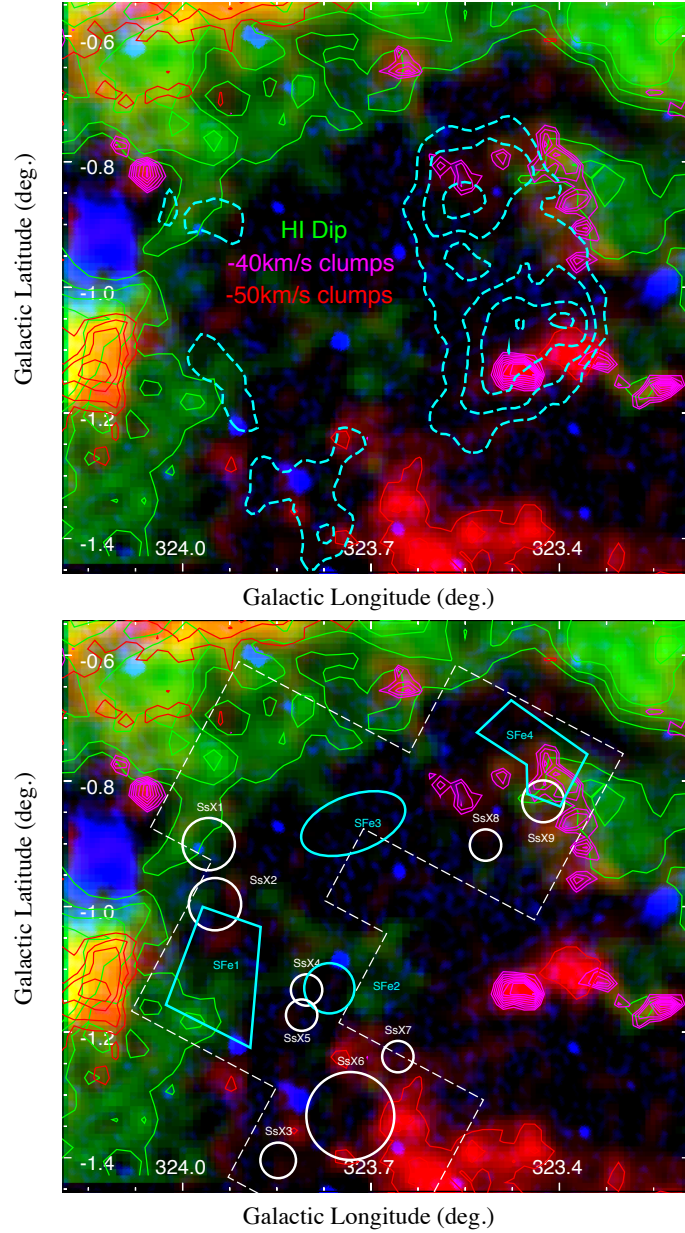 -0.6
-0.8
HI Dip
-40km/s clumps
-50km/s clumps
-1.0
-1.2
-1.4
324.0
323.7
323.4
Galactic Latitude (deg.)
Galactic Longitude (deg.)
-0.6
SFe4
-0.8
SsX1
SFe3
SsX8
SsX9
SsX2
-1.0
SFe1
SsX4
SFe2
SsX5
SsX7
-1.2
SsX6
SsX3
-1.4
324.0
323.7
323.4
Galactic Latitude (deg.)
Galactic Longitude (deg.)